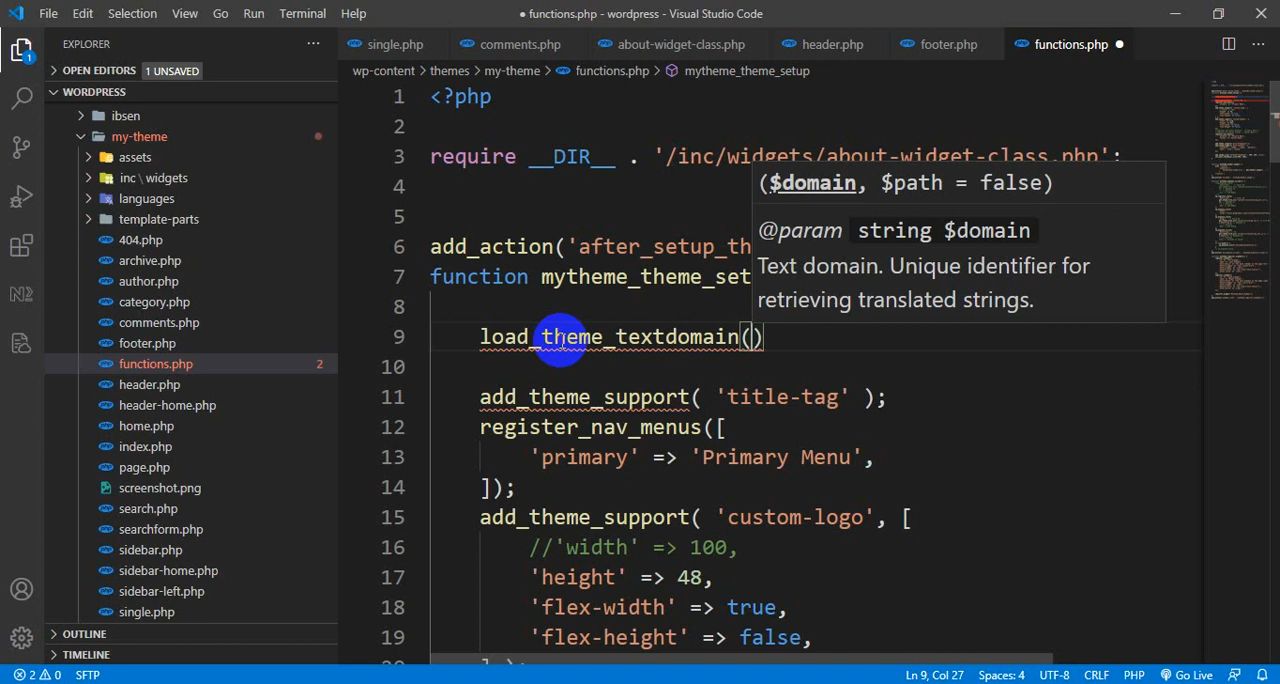 File Edit Selection View Go Run Terminal Help ● functions.php - wordpress - Visual Studio Code
EXPLORER ··· single.php comments.php about-widget-class.php header.php footer.php functions.php ●
OPEN EDITORS 1 UNSAVED
wp-content > themes > my-theme > functions.php > mytheme_theme_setup
WORDPRESS
ibsen
my-theme
assets
inc \ widgets
languages
template-parts
404.php
archive.php
author.php
category.php
comments.php
footer.php
functions.php 2
header.php
header-home.php
home.php
index.php
page.php
screenshot.png
search.php
searchform.php
sidebar.php
sidebar-home.php
sidebar-left.php
single.php
OUTLINE
TIMELINE
1 <?php
2
3 require __DIR__ . '/inc/widgets/about-widget-class.php';
4
5
6 add_action('after_setup_th
7 function mytheme_theme_set
8
9 load_theme_textdomain()
10
11 add_theme_support( 'title-tag' );
12 register_nav_menus([
13 'primary' => 'Primary Menu',
14 ]);
15 add_theme_support( 'custom-logo', [
16 //'width' => 100,
17 'height' => 48,
18 'flex-width' => true,
19 'flex-height' => false,
($domain, $path = false)
@param string $domain
Text domain. Unique identifier for
retrieving translated strings.
1
2 0 SFTP Ln 9, Col 27 Spaces: 4 UTF-8 CRLF PHP Go Live